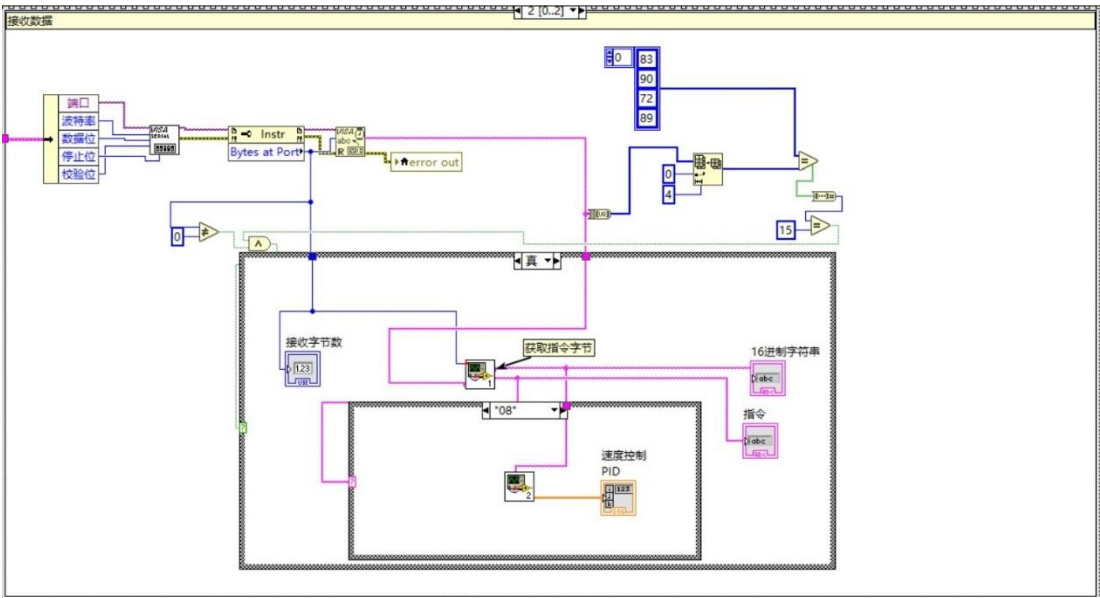 2 [0..2]
接收数据
端口
波特率
数据位
停止位
校验位
VISA
SERIAL
Instr
Bytes at Port
VISA
abc
R
error out
0
83
90
72
89
0
4
=
15
=
0
≠
∧
真
接收字节数
123
U32
获取指令字节
1
16进制字符串
abc
指令
abc
"08"
2
速度控制
PID
123